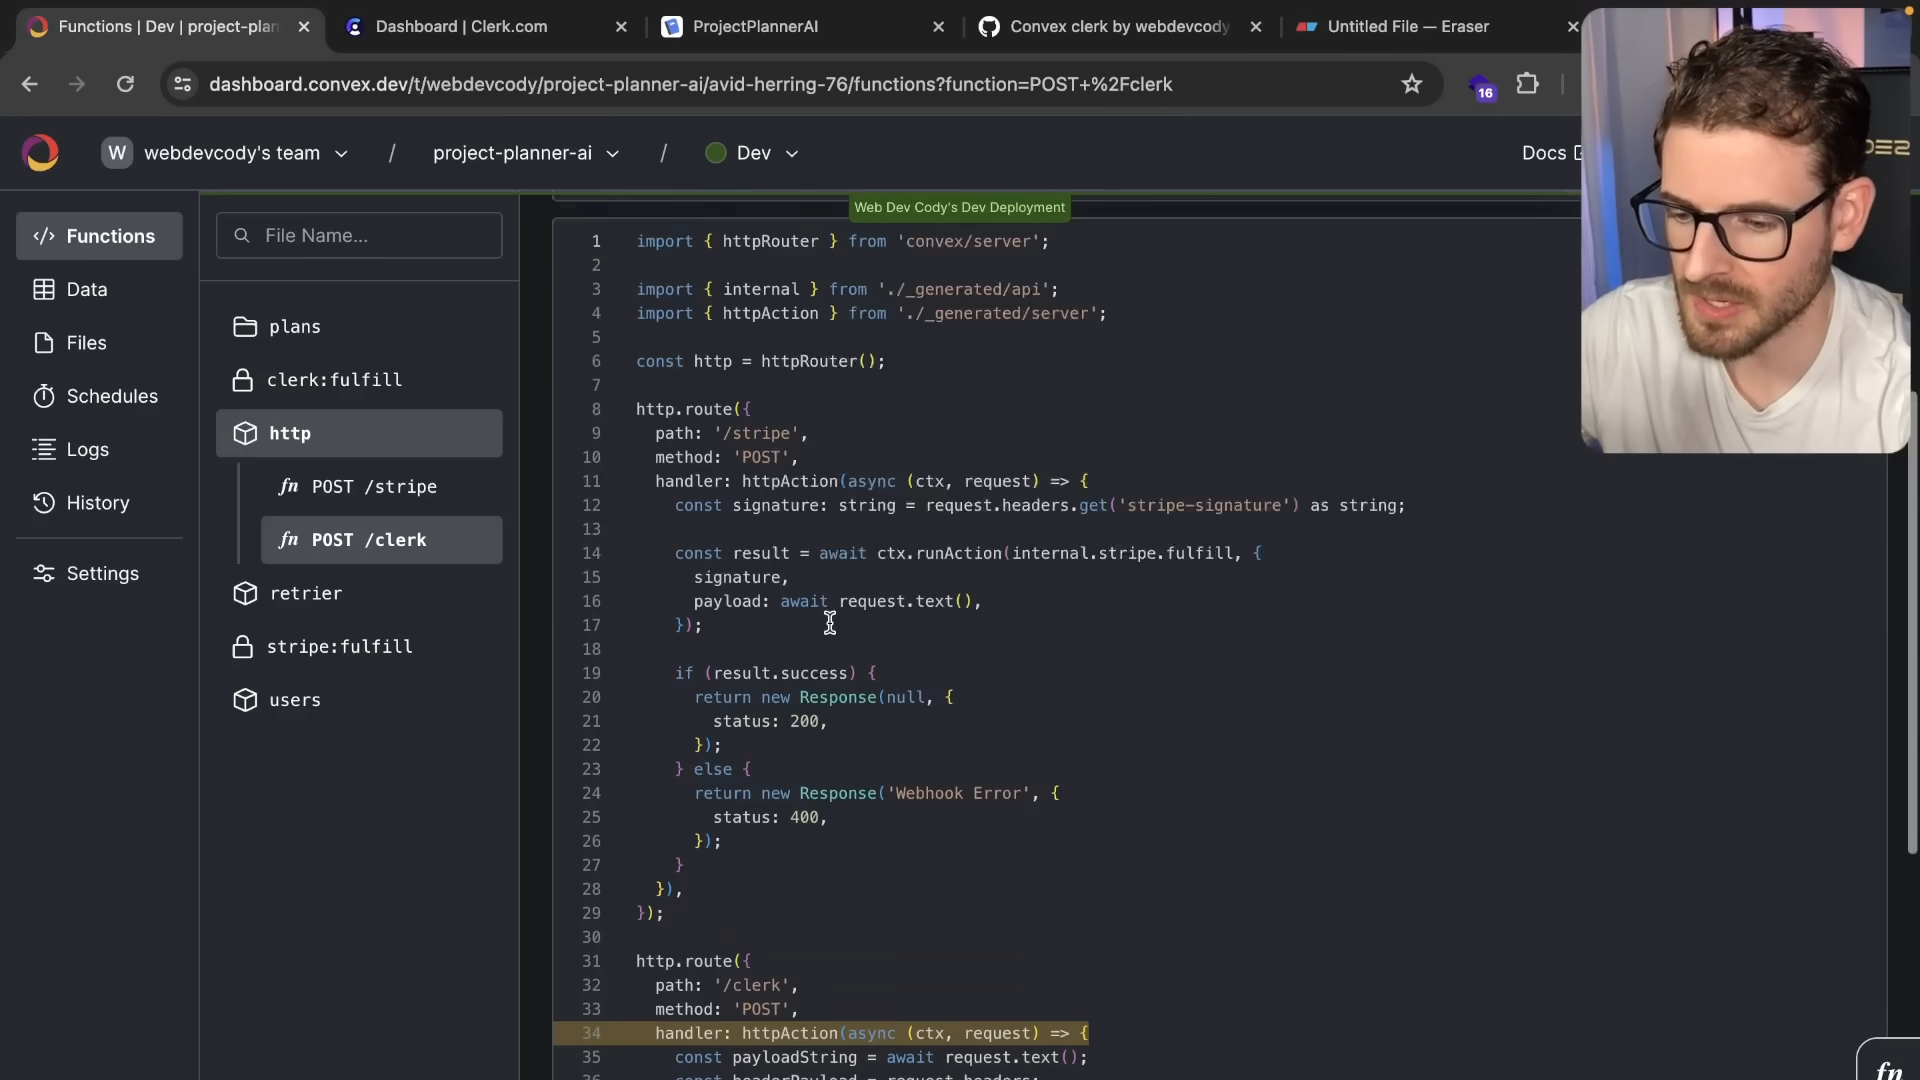 Functions | Dev | project-plan
Dashboard | Clerk.com
ProjectPlannerAI
Convex clerk by webdevcody
Untitled File — Eraser
dashboard.convex.dev/t/webdevcody/project-planner-ai/avid-herring-76/functions?function=POST+%2Fclerk
16
W webdevcody's team / project-planner-ai / Dev
Docs
Web Dev Cody's Dev Deployment
Functions
Data
Files
Schedules
Logs
History
Settings
File Name...
plans
clerk:fulfill
http
fn POST /stripe
fn POST /clerk
retrier
stripe:fulfill
users
1 import { httpRouter } from 'convex/server';
2
3 import { internal } from './_generated/api';
4 import { httpAction } from './_generated/server';
5
6 const http = httpRouter();
7
8 http.route({
9 path: '/stripe',
10 method: 'POST',
11 handler: httpAction(async (ctx, request) => {
12 const signature: string = request.headers.get('stripe-signature') as string;
13
14 const result = await ctx.runAction(internal.stripe.fulfill, {
15 signature,
16 payload: await request.text(),
17 });
18
19 if (result.success) {
20 return new Response(null, {
21 status: 200,
22 });
23 } else {
24 return new Response('Webhook Error', {
25 status: 400,
26 });
27 }
28 }),
29 });
30
31 http.route({
32 path: '/clerk',
33 method: 'POST',
34 handler: httpAction(async (ctx, request) => {
35 const payloadString = await request.text();
36 const headerPayload = request.headers;
fn